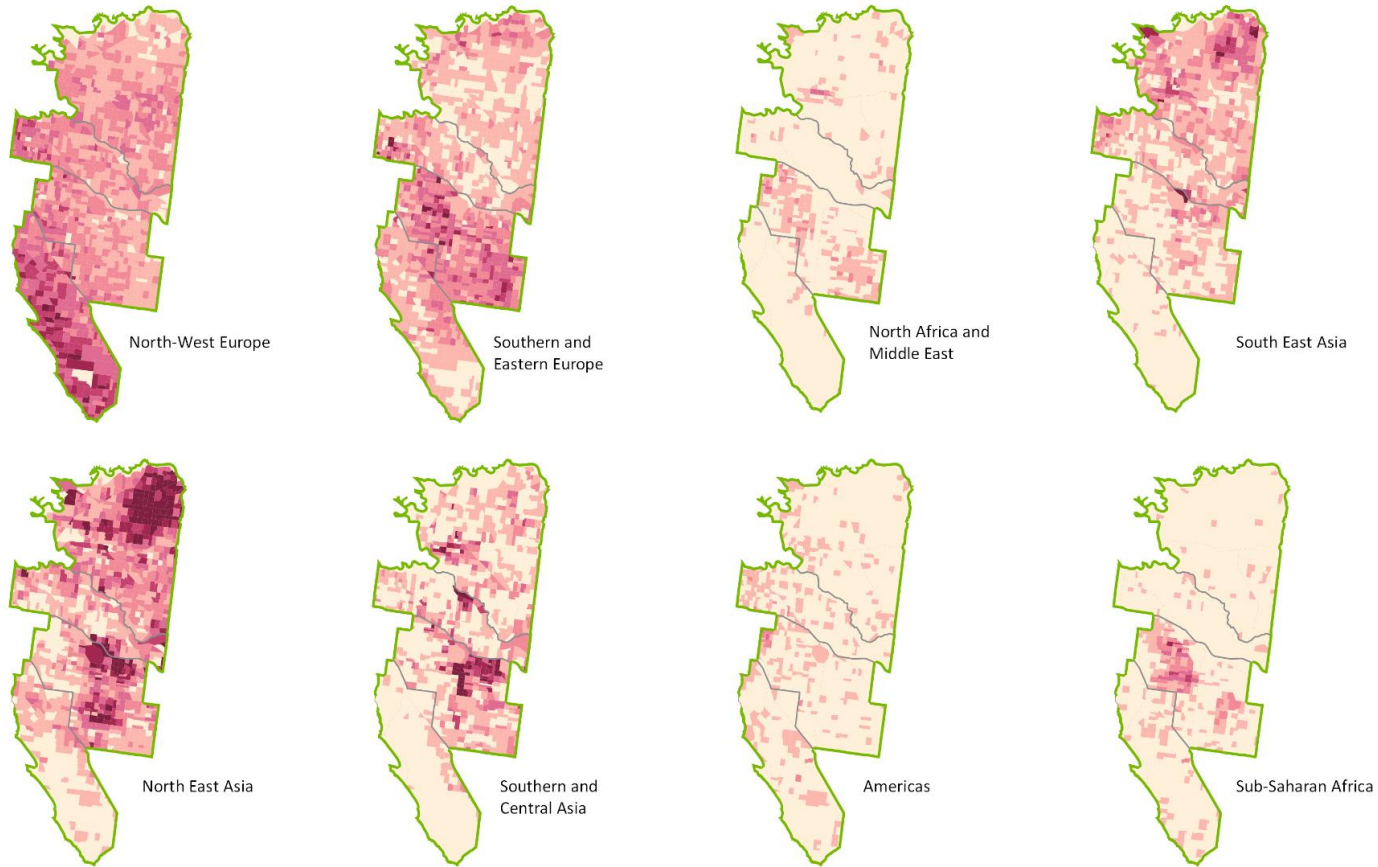 North-West Europe
Southern and
Eastern Europe
North Africa and
Middle East
South East Asia
North East Asia
Southern and
Central Asia
Americas
Sub-Saharan Africa